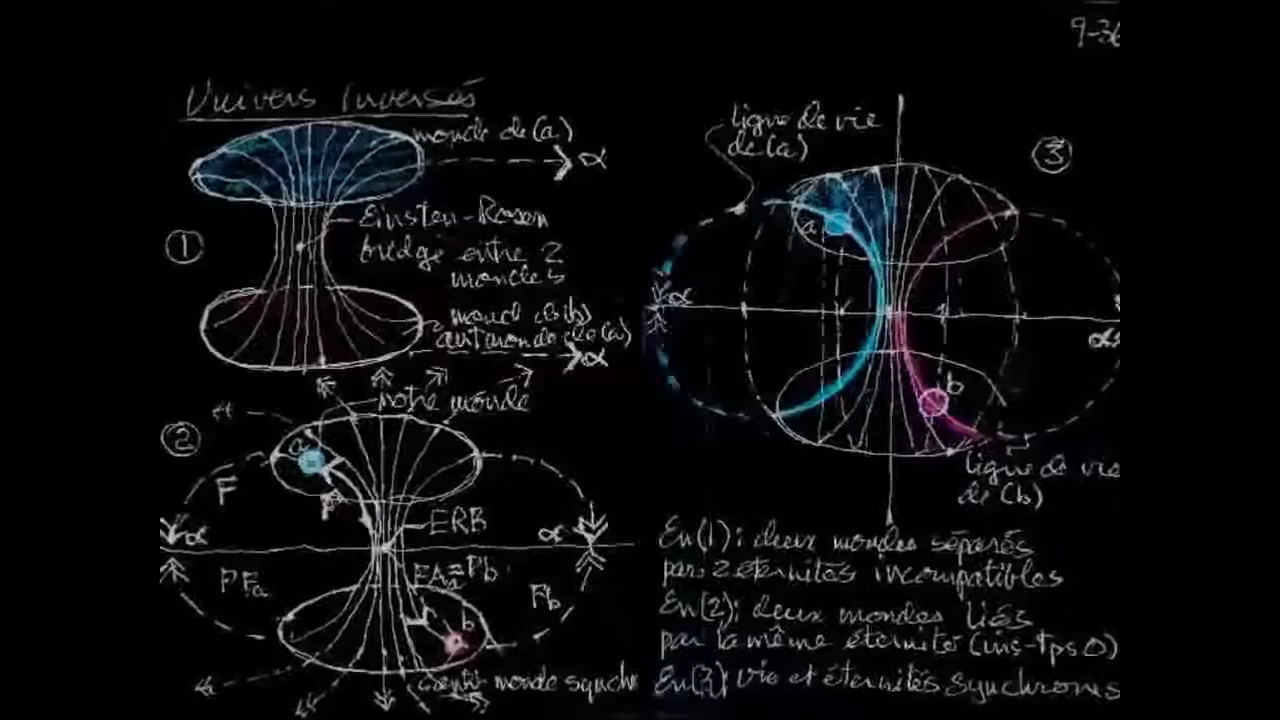 9-36
Univers Inversés
monde de (a)
α
Einstein-Rosen
bridge entre 2
mondes
①
monde de (b)
antimonde de (a)
α
notre monde
②
a
F
ERB
α
α
PFa
Fb
b
monde synchr
ligne de vie
de (a)
③
a
α
α
b
ligne de vie
de (b)
En (1): deux mondes séparés
par 2 éternités incompatibles
En (2): deux mondes liés
par la même éternité (ins-tps 0)
En (3): vie et éternités synchrones